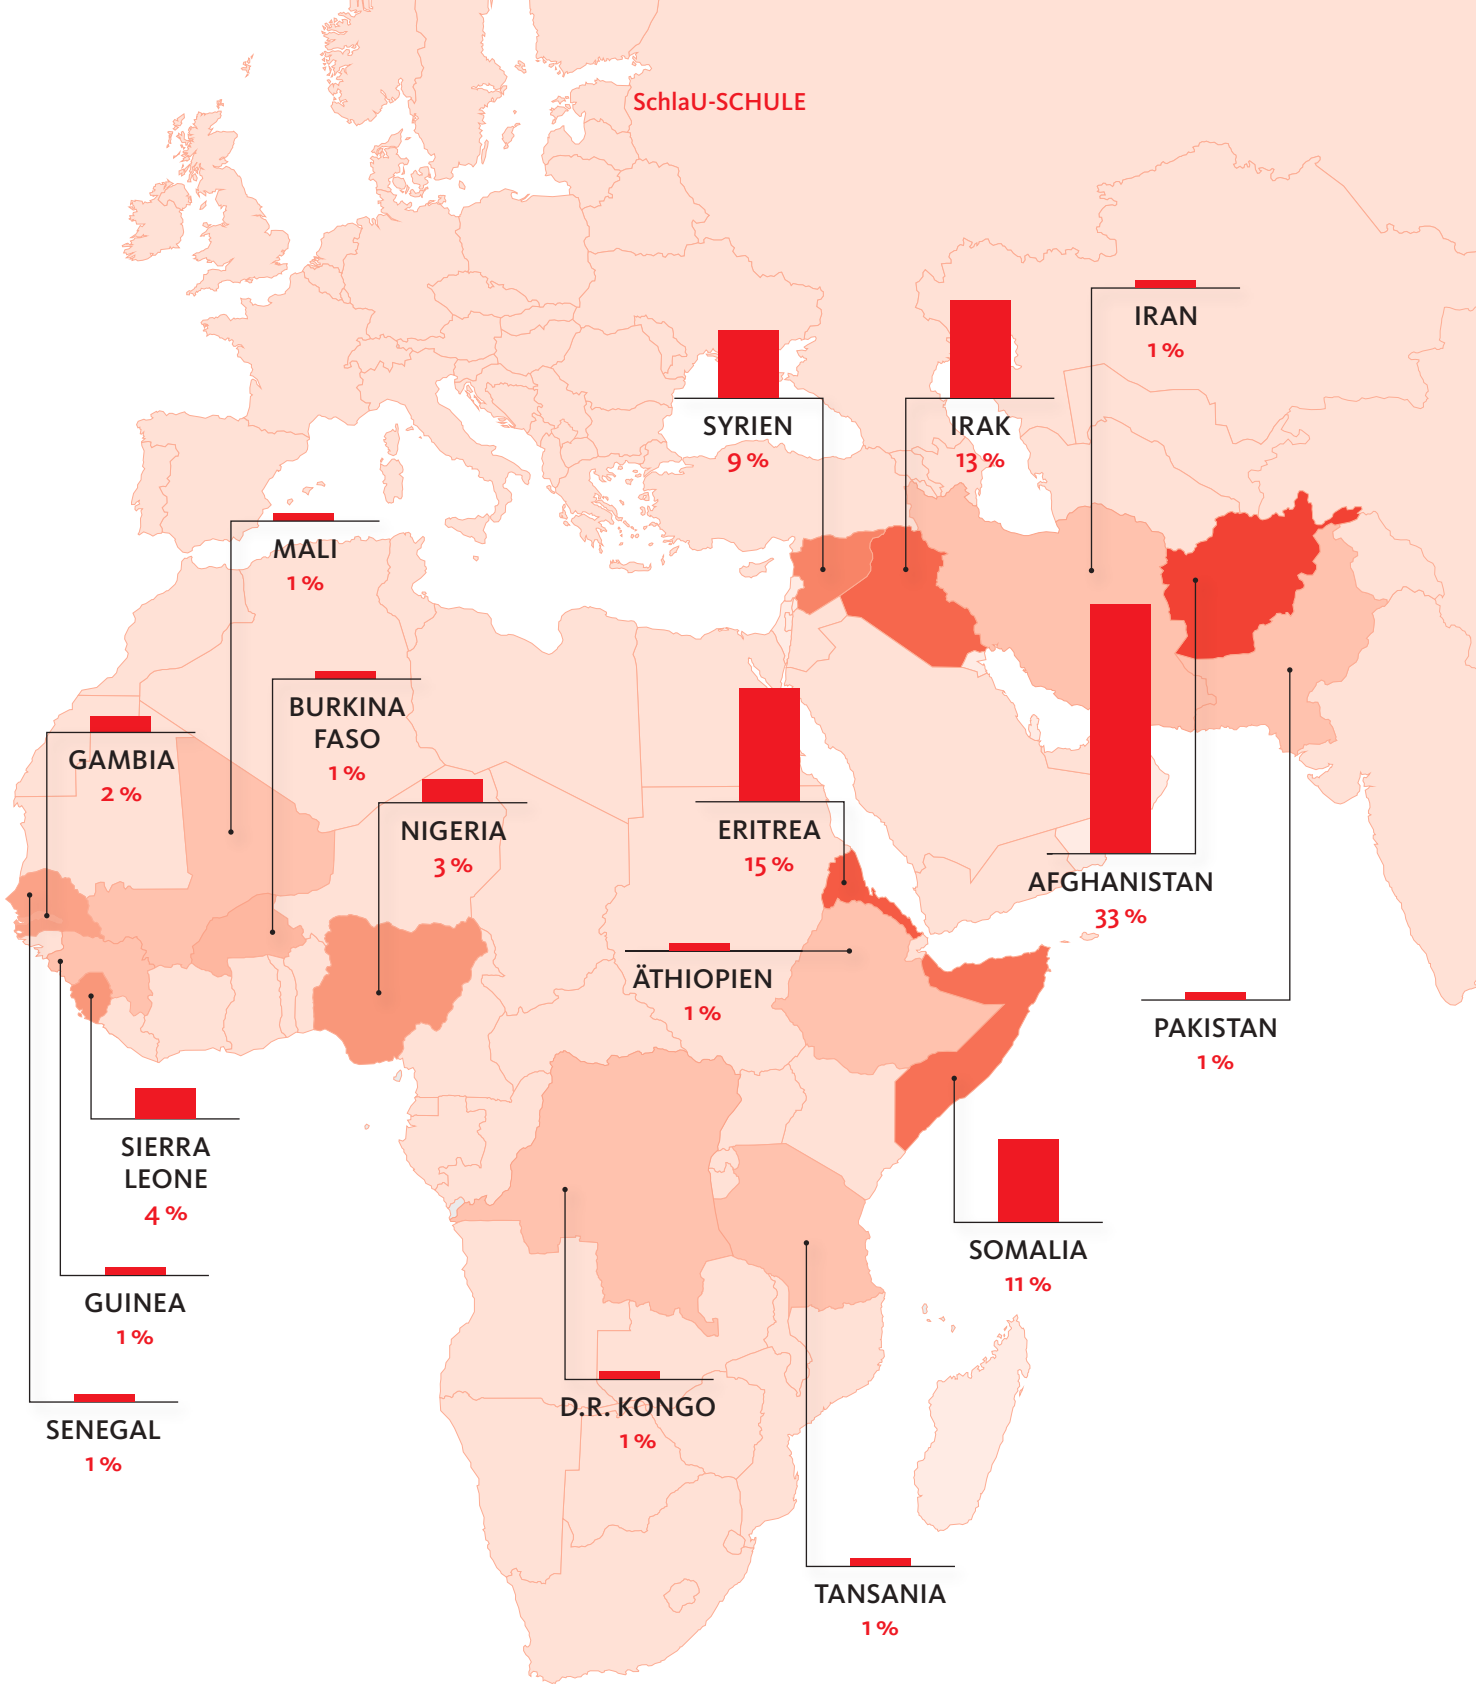 SchlaU-SCHULE
IRAN
1 %
SYRIEN
9 %
IRAK
13 %
MALI
1 %
BURKINA
FASO
1 %
GAMBIA
2 %
NIGERIA
3 %
ERITREA
15 %
AFGHANISTAN
33 %
ÄTHIOPIEN
1 %
PAKISTAN
1 %
SIERRA
LEONE
4 %
SOMALIA
11 %
GUINEA
1 %
D.R. KONGO
1 %
SENEGAL
1 %
TANSANIA
1 %